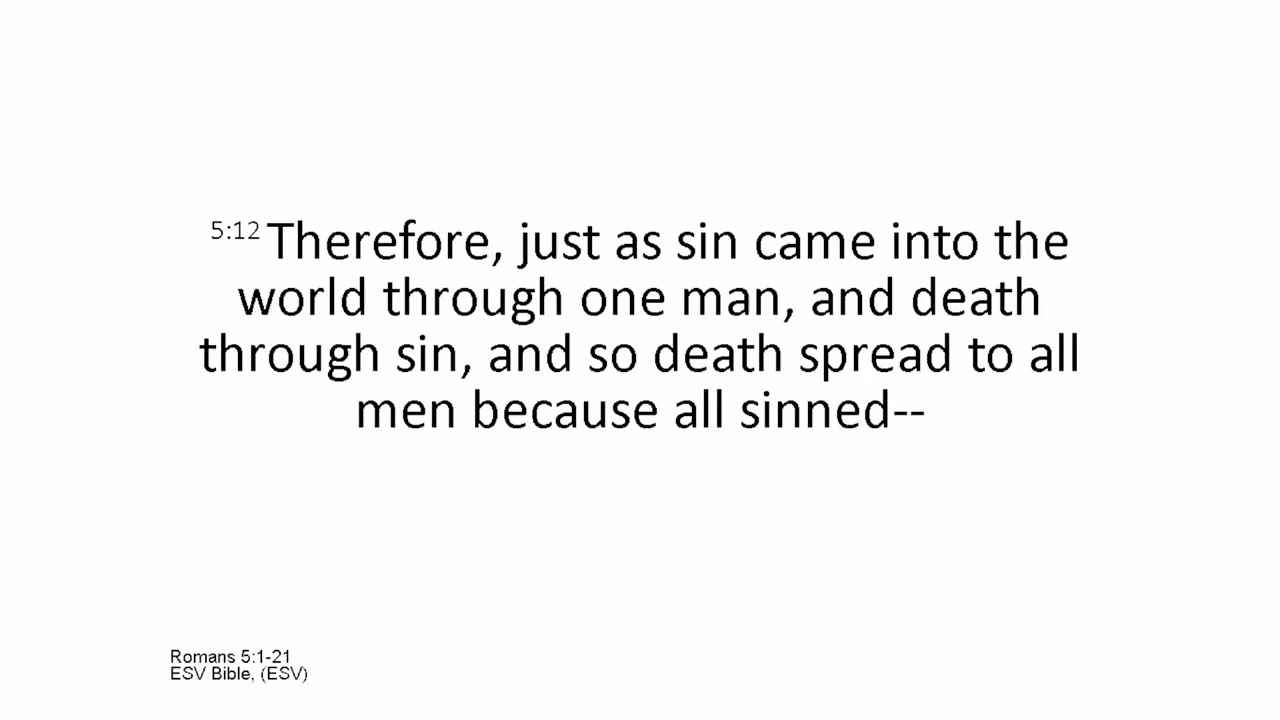 5:12 Therefore, just as sin came into the
world through one man, and death
through sin, and so death spread to all
men because all sinned--
Romans 5:1-21
ESV Bible, (ESV)